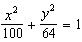 x²/100 + y²/64 = 1